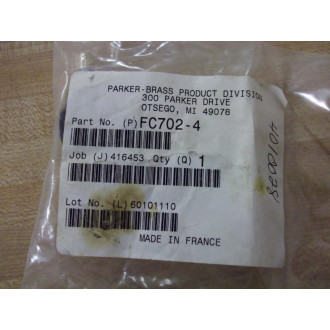 PARKER-BRASS PRODUCT DIVISION
300 PARKER DRIVE
OTSEGO, MI 49078
Part No. (P) FC702-4
Job (J) 416453 Qty (Q) 1
Lot No. (L) 60101110
MADE IN FRANCE